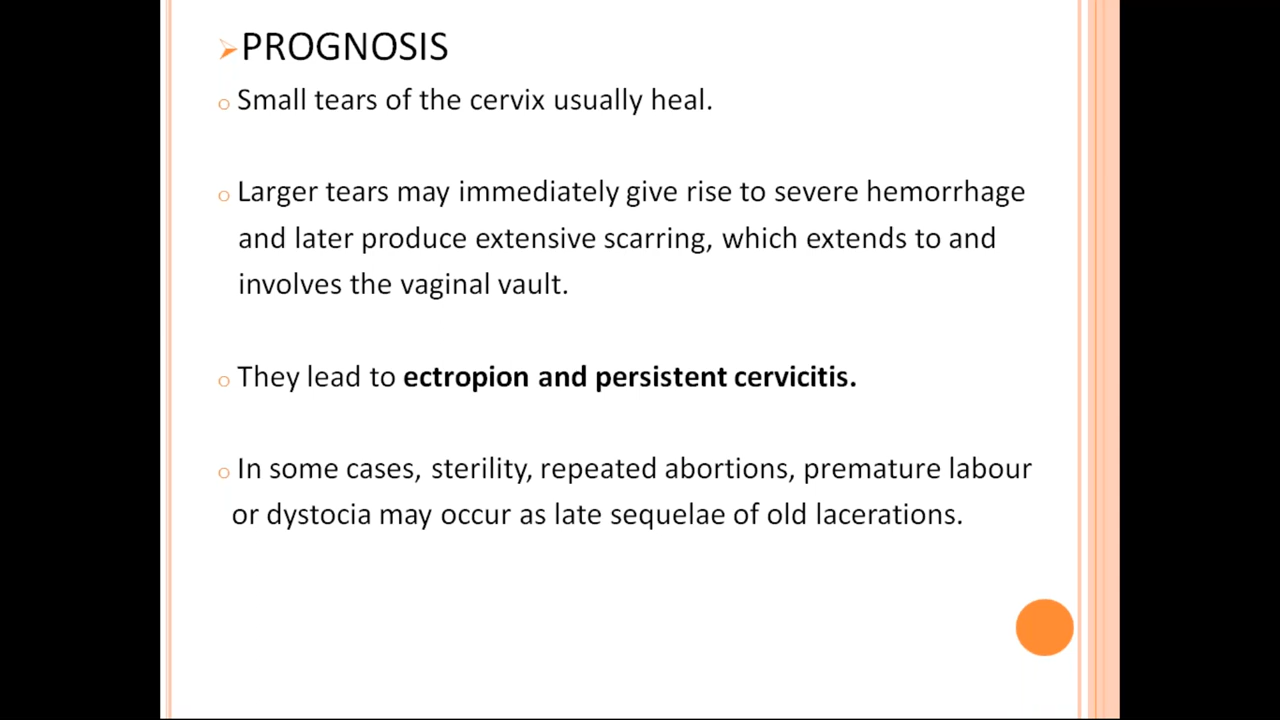 PROGNOSIS
Small tears of the cervix usually heal.
Larger tears may immediately give rise to severe hemorrhage
and later produce extensive scarring, which extends to and
involves the vaginal vault.
They lead to ectropion and persistent cervicitis.
In some cases, sterility, repeated abortions, premature labour
or dystocia may occur as late sequelae of old lacerations.